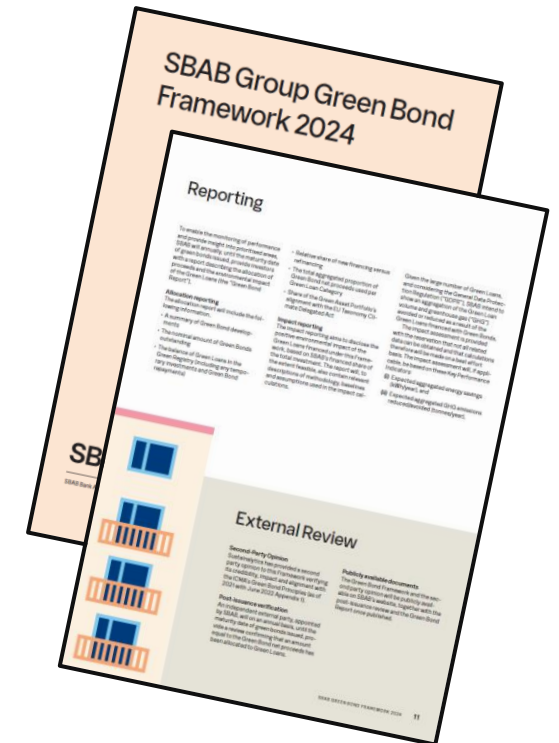 SBAB Group Green Bond
Framework 2024
SB
SBAB Bank A
Reporting
To enable the monitoring of performance
and provide insight into prioritised areas,
SBAB will annually, until the maturity date
of green bonds issued, provide investors
with a report describing the allocation of
proceeds and the environmental impact
of the Green Loans (the "Green Bond
Report").
Allocation reporting
The allocation report will include the fol-
lowing information.
• A summary of Green Bond develop-
ments
• The nominal amount of Green Bonds
outstanding
• The balance of Green Loans in the
Green Registry (including any tempo-
rary investments and Green Bond
repayments)
• Relative share of new financing versus
refinancing
• The total aggregated proportion of
Green Bond net proceeds used per
Green Loan Category
• Share of the Green Asset Portfolio's
alignment with the EU Taxonomy Cli-
mate Delegated Act
Impact reporting
The impact reporting aims to disclose the
positive environmental impact of the
Green Loans financed under this Frame-
work, based on SBAB's financed share of
the total investment. The report will, to
the extent feasible, also contain relevant
descriptions of methodology, baselines
and assumptions used in the impact cal-
culations.
Given the large number of Green Loans,
and considering the General Data Protec-
tion Regulation ("GDPR"), SBAB intend to
show an aggregation of the Green Loan
volume and greenhouse gas ("GHG")
avoided or reduced as a result of the
Green Loans financed with Green Bonds.
The impact assessment is provided
with the reservation that not all related
data can be obtained and that calculations
therefore will be made on a best effort
basis. The impact assessment will, if appli-
cable, be based on these Key Performance
Indicators:
(i) Expected aggregated energy savings
(kWh/year), and
(ii) Expected aggregated GHG emissions
reduced/avoided (tonnes/year).
External Review
Second-Party Opinion
Sustainalytics has provided a second
party opinion to this Framework verifying
its credibility, impact and alignment with
the ICMA's Green Bond Principles (as of
2021 with June 2022 Appendix 1).
Post-issuance verification
An independent external party, appointed
by SBAB, will on an annual basis, until the
maturity date of green bonds issued, pro-
vide a review confirming that an amount
equal to the Green Bond net proceeds has
been allocated to Green Loans.
Publicly available documents
The Green Bond Framework and the sec-
ond party opinion will be publicly avail-
able on SBAB's website, together with the
post-issuance review and the Green Bond
Report once published.
SBAB GREEN BOND FRAMEWORK 2024
11